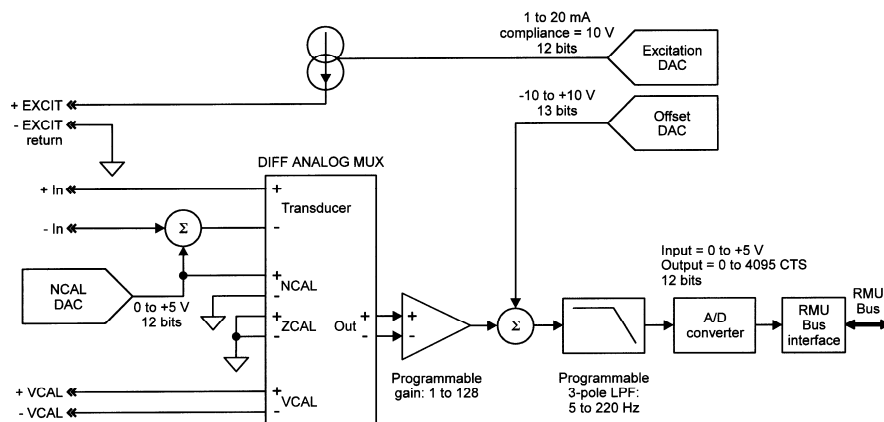 1 to 20 mA
compliance = 10 V
12 bits
Excitation
DAC
+ EXCIT
- EXCIT
return
-10 to +10 V
13 bits
Offset
DAC
DIFF ANALOG MUX
+ In
+
Transducer
- In
Σ
-
NCAL
DAC
0 to +5 V
12 bits
+
NCAL
-
+
ZCAL
-
Out
+
-
+
-
Σ
Input = 0 to +5 V
Output = 0 to 4095 CTS
12 bits
A/D
converter
RMU
Bus
interface
RMU
Bus
Programmable
gain: 1 to 128
Programmable
3-pole LPF:
5 to 220 Hz
+ VCAL
+
VCAL
- VCAL
-